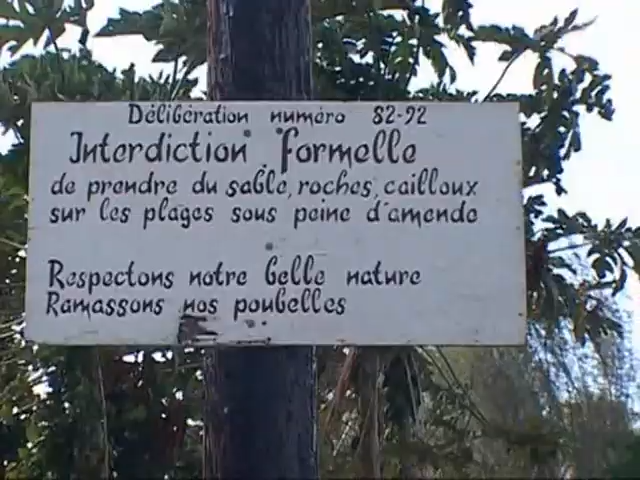 Délibération numéro 82-92
Interdiction formelle
de prendre du sable, roches, cailloux
sur les plages sous peine d'amende
Respectons notre belle nature
Ramassons nos poubelles